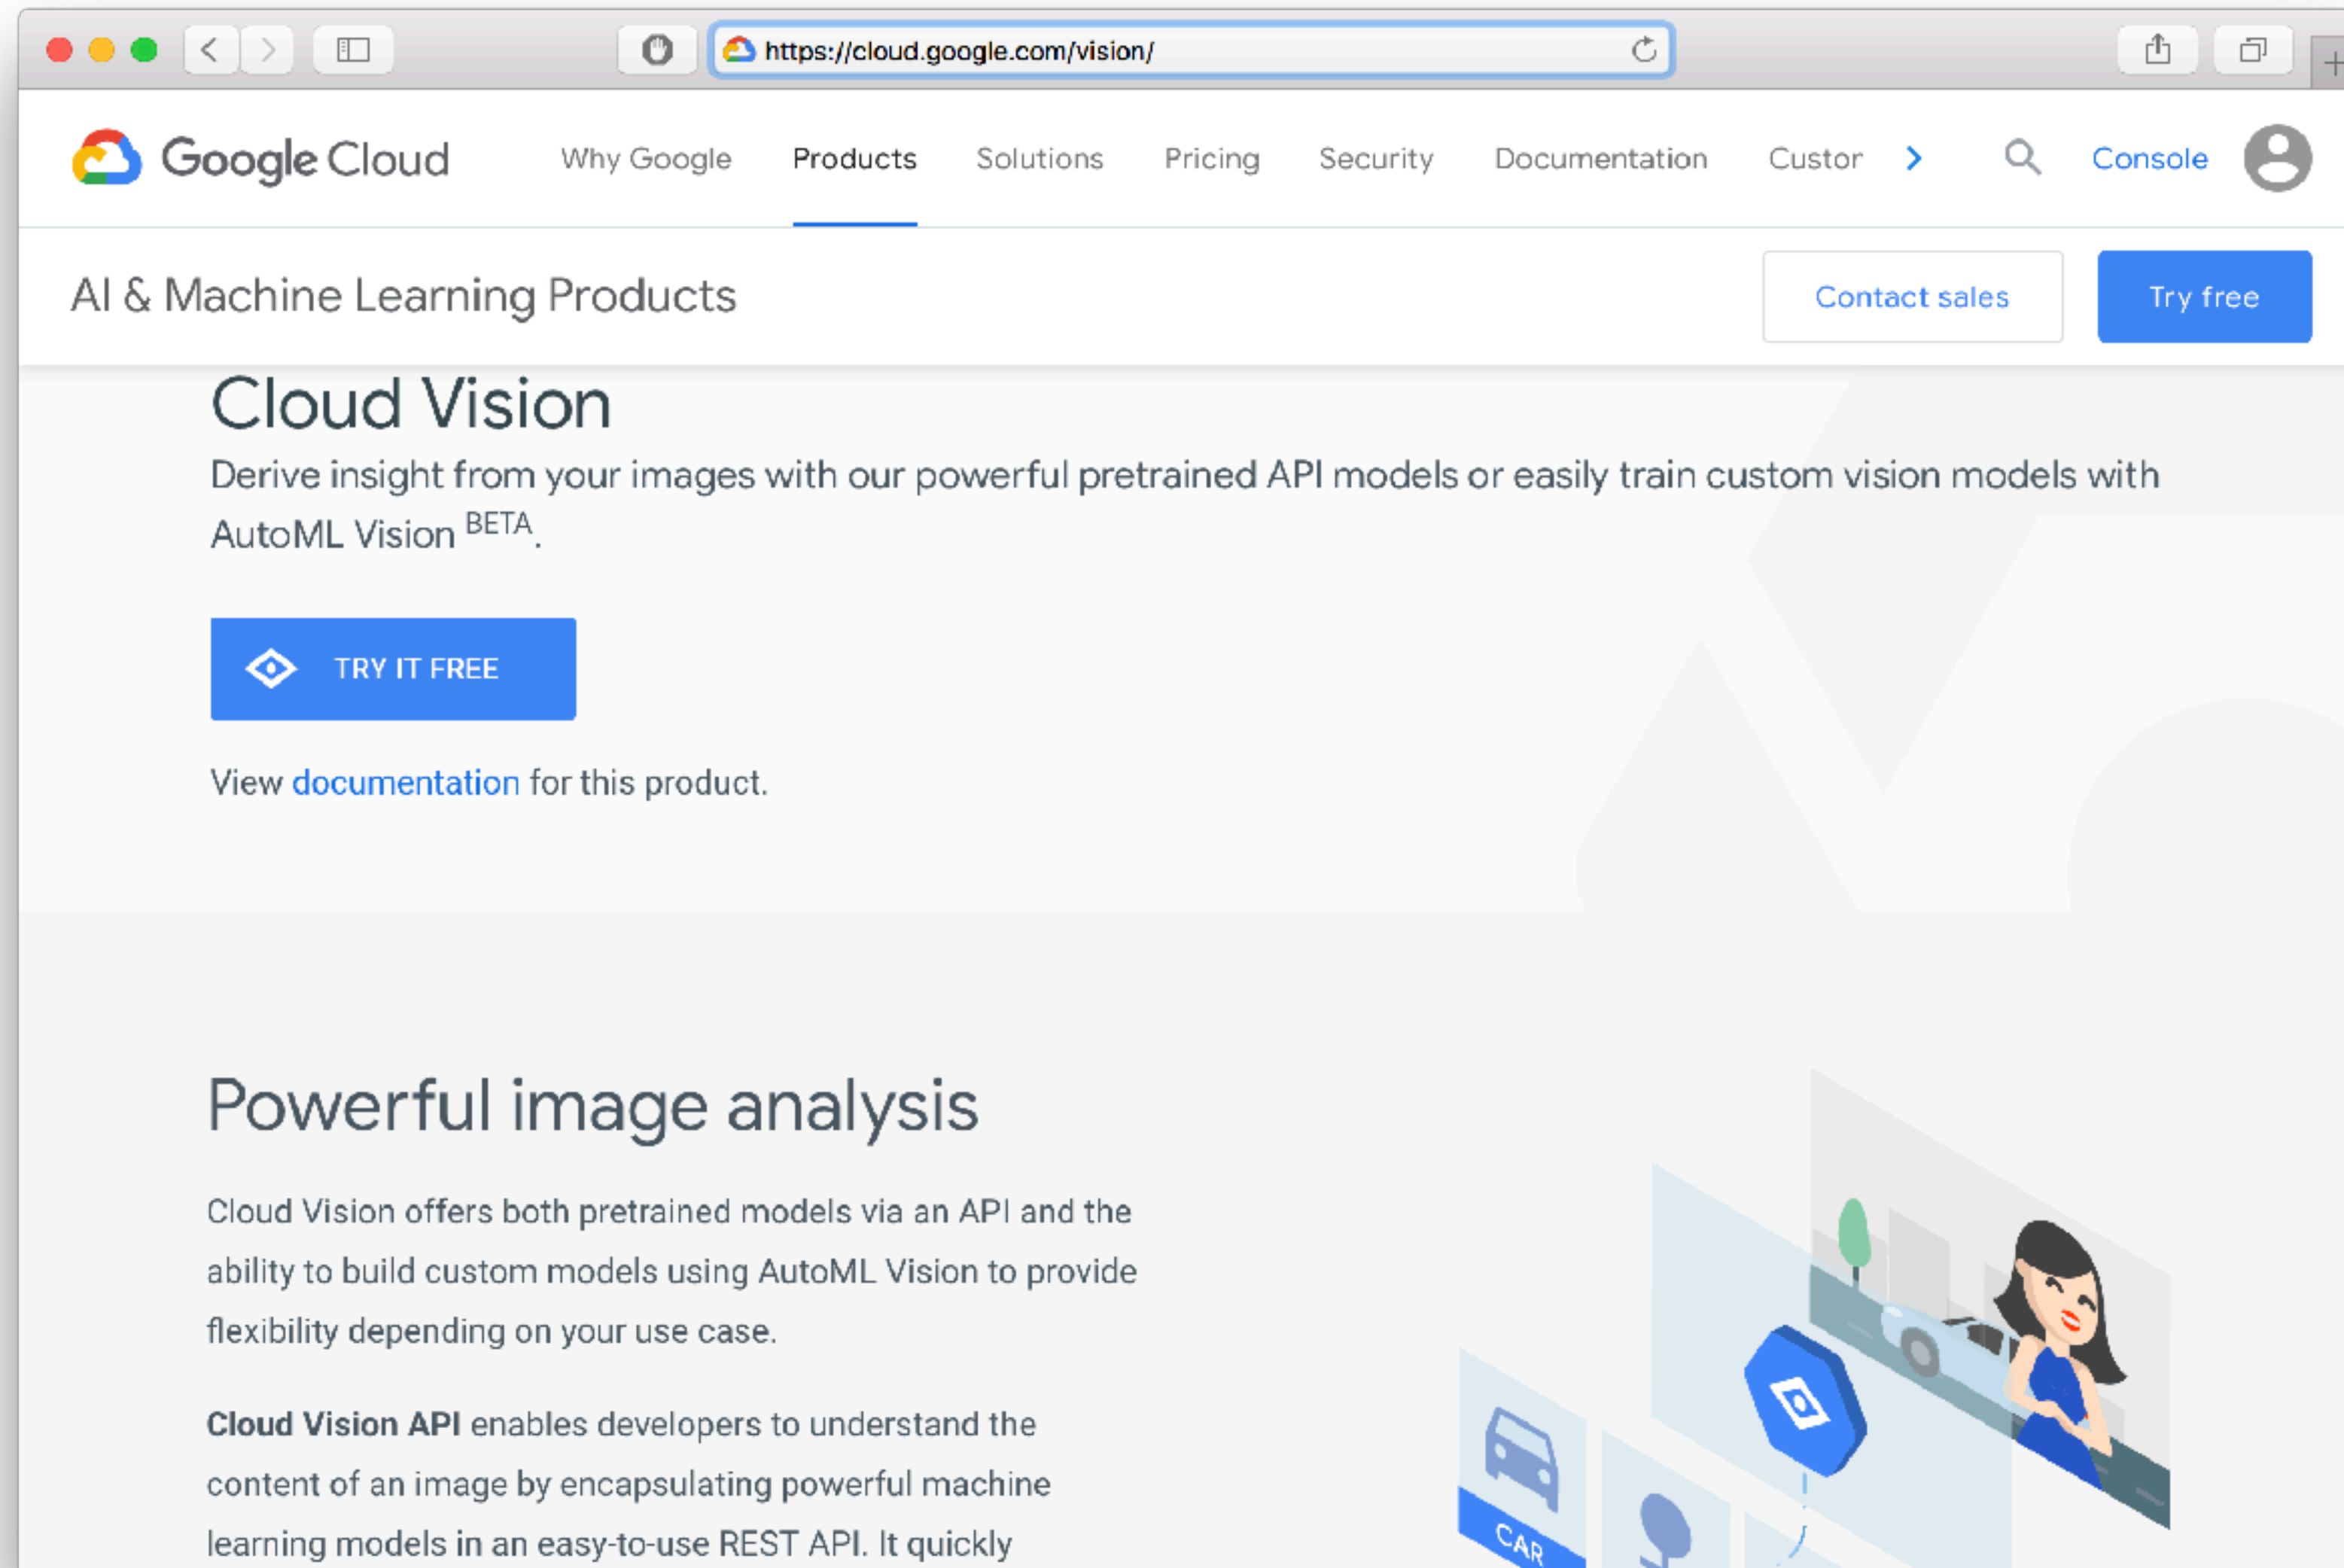 https://cloud.google.com/vision/
Google Cloud
Why Google
Products
Solutions
Pricing
Security
Documentation
Custor
Console
AI & Machine Learning Products
Contact sales
Try free
Cloud Vision
Derive insight from your images with our powerful pretrained API models or easily train custom vision models with
AutoML Vision BETA.
TRY IT FREE
View documentation for this product.
Powerful image analysis
Cloud Vision offers both pretrained models via an API and the
ability to build custom models using AutoML Vision to provide
flexibility depending on your use case.
Cloud Vision API enables developers to understand the
content of an image by encapsulating powerful machine
learning models in an easy-to-use REST API. It quickly
CAR